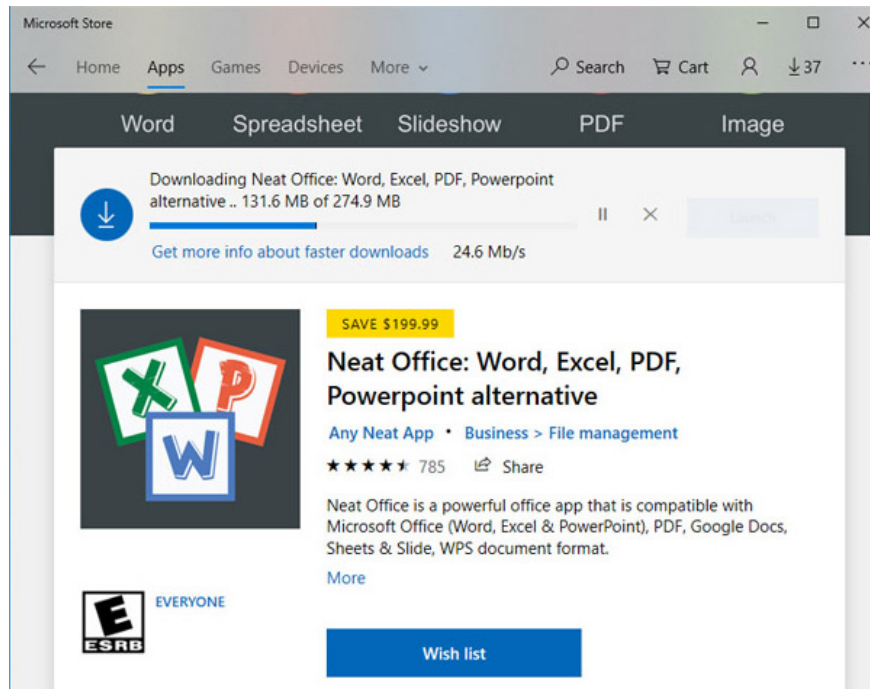 Microsoft Store
Home Apps Games Devices More Search Cart 37
Word Spreadsheet Slideshow PDF Image
Downloading Neat Office: Word, Excel, PDF, Powerpoint
alternative .. 131.6 MB of 274.9 MB
Launch
Get more info about faster downloads 24.6 Mb/s
SAVE $199.99
X P W
Neat Office: Word, Excel, PDF,
Powerpoint alternative
Any Neat App • Business > File management
785 Share
Neat Office is a powerful office app that is compatible with
Microsoft Office (Word, Excel & PowerPoint), PDF, Google Docs,
Sheets & Slide, WPS document format.
More
E
ESRB
EVERYONE
Wish list